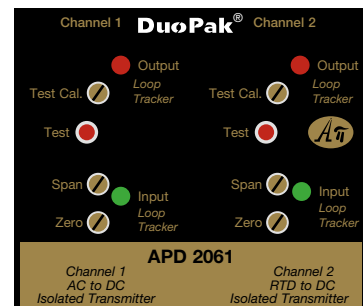 Channel 1 DuoPak® Channel 2
Output Output
Test Cal. Loop Tracker Test Cal. Loop Tracker
Test Test
Span Input Span Input
Zero Loop Tracker Zero Loop Tracker
APD 2061
Channel 1 Channel 2
AC to DC RTD to DC
Isolated Transmitter Isolated Transmitter